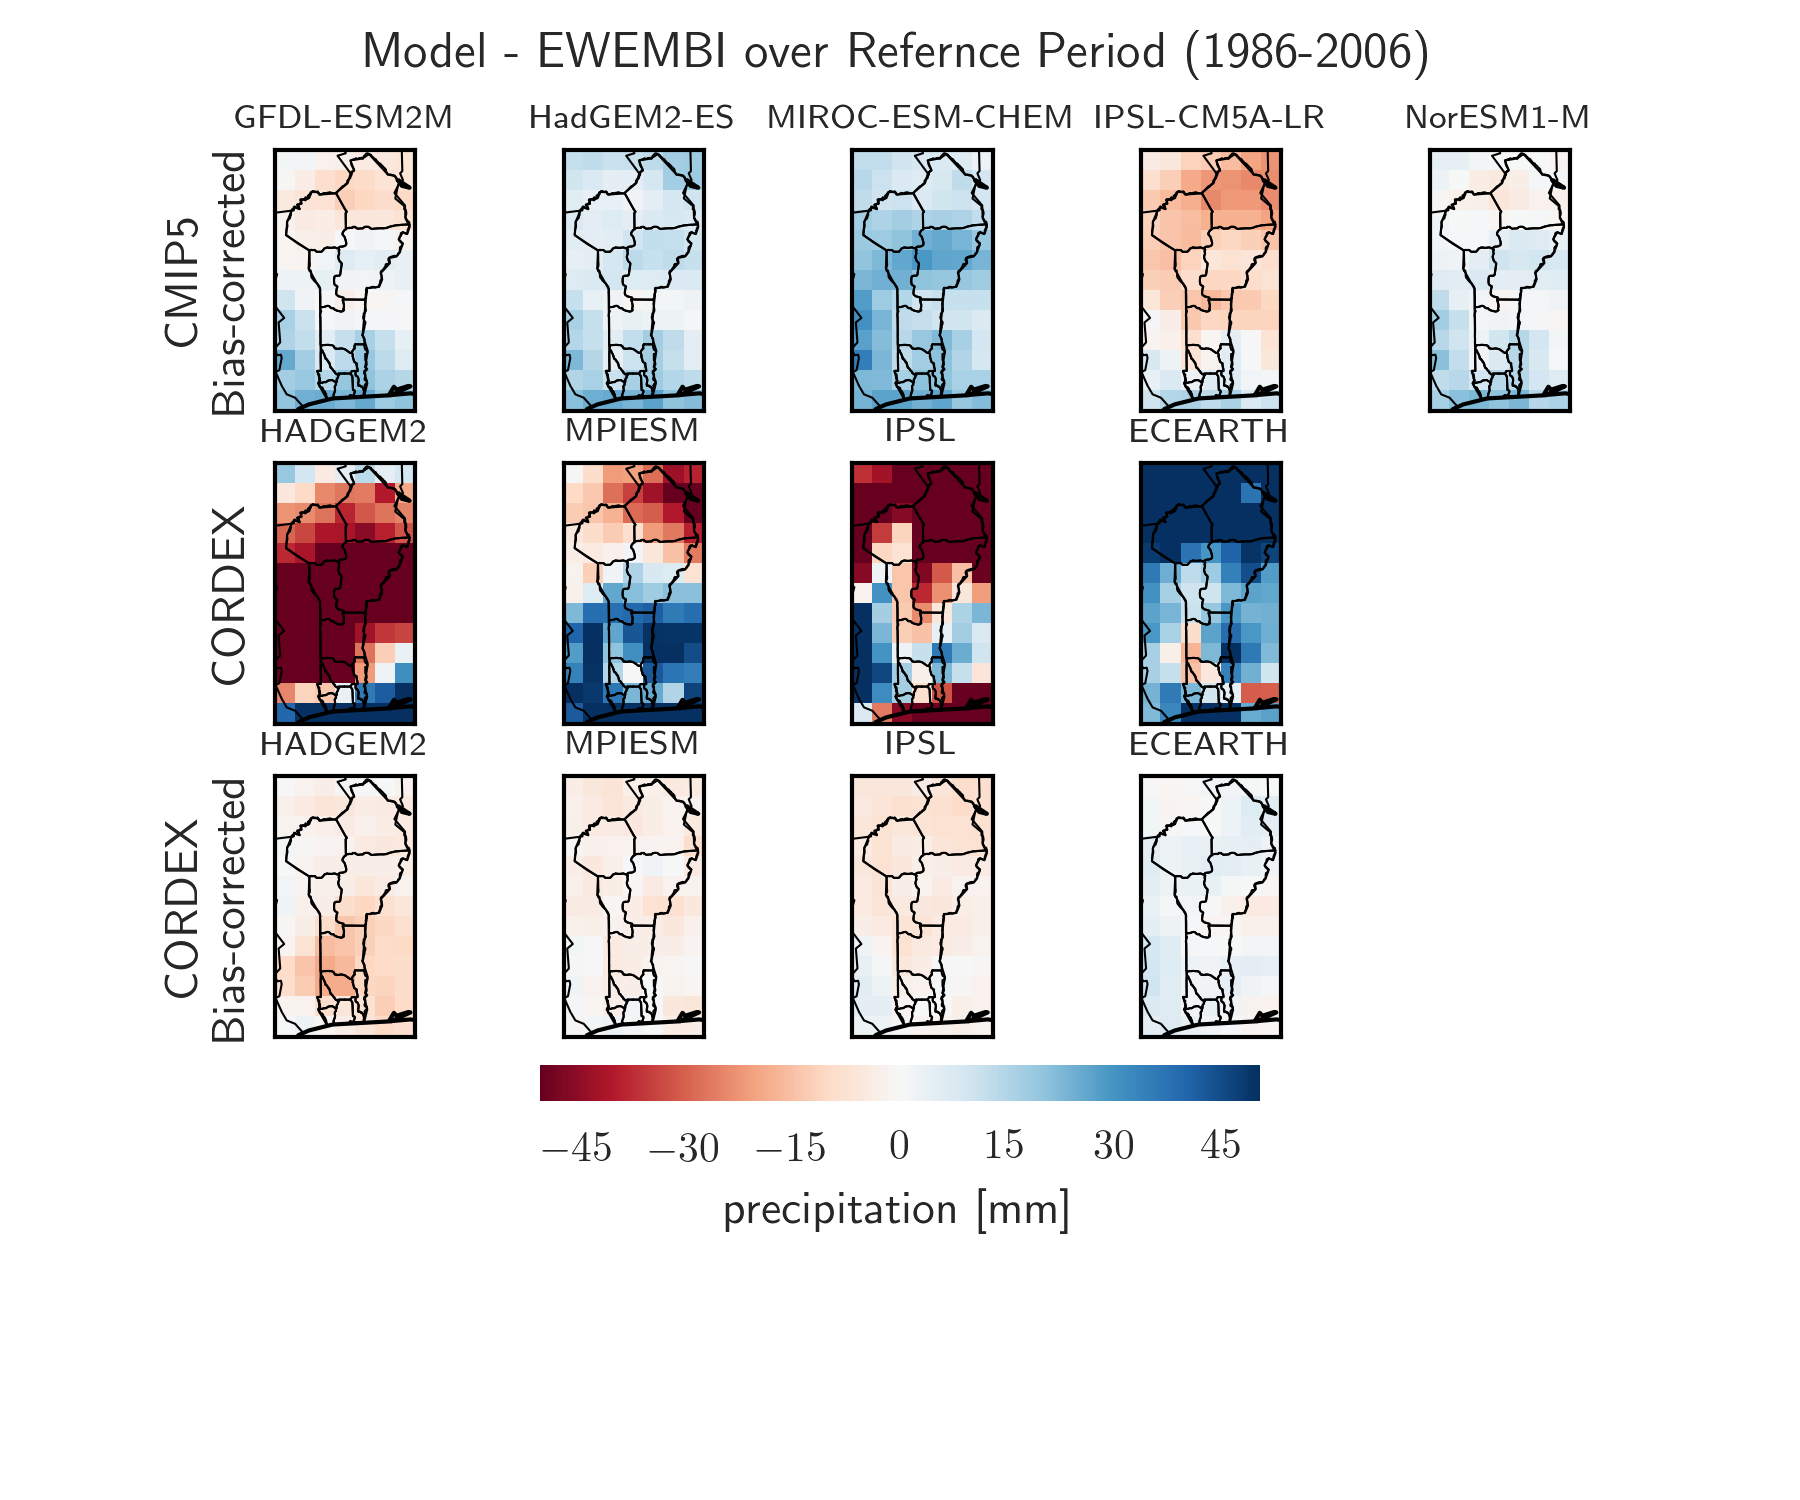 Model - EWEMBI over Refernce Period (1986-2006)
GFDL-ESM2M HadGEM2-ES MIROC-ESM-CHEM IPSL-CM5A-LR NorESM1-M
CMIP5
Bias-corrected
HADGEM2 MPIESM IPSL ECEARTH
CORDEX
HADGEM2 MPIESM IPSL ECEARTH
CORDEX
Bias-corrected
−45 −30 −15 0 15 30 45
precipitation [mm]